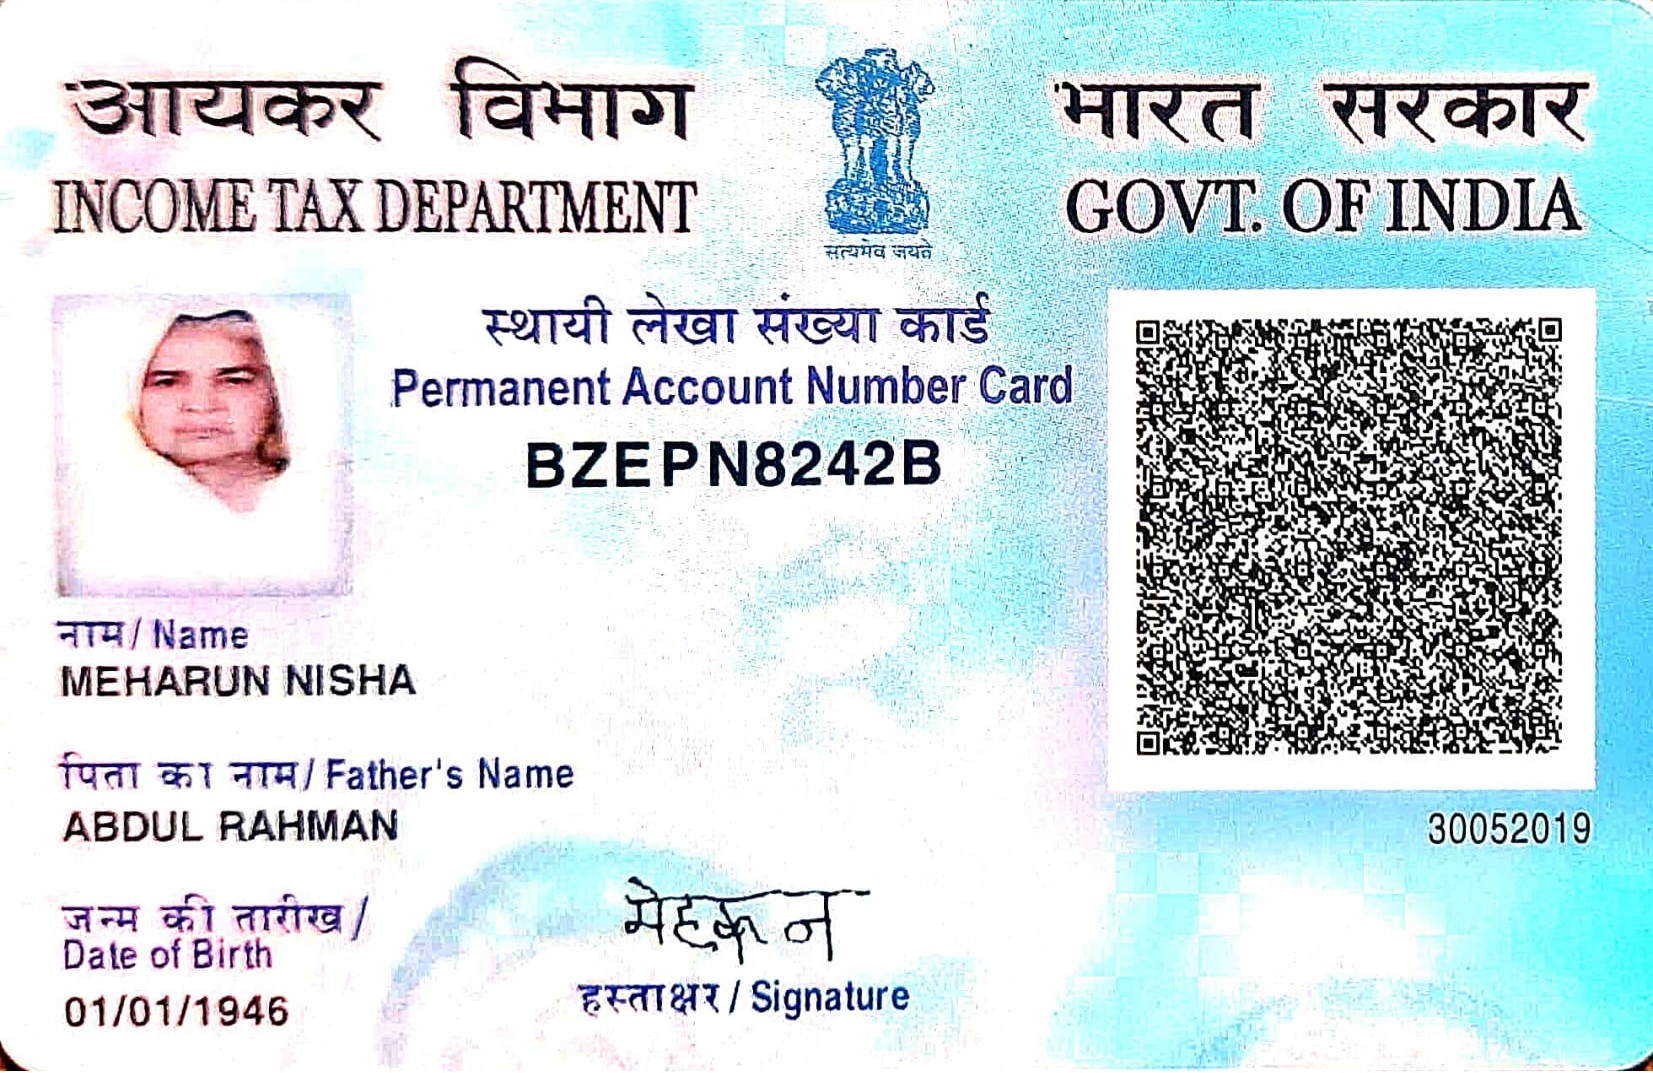 आयकर विभाग
INCOME TAX DEPARTMENT
सत्यमेव जयते
भारत सरकार
GOVT. OF INDIA
स्थायी लेखा संख्या कार्ड
Permanent Account Number Card
BZEPN8242B
नाम / Name
MEHARUN NISHA
पिता का नाम / Father's Name
ABDUL RAHMAN
30052019
जन्म की तारीख /
Date of Birth
01/01/1946
हस्ताक्षर / Signature